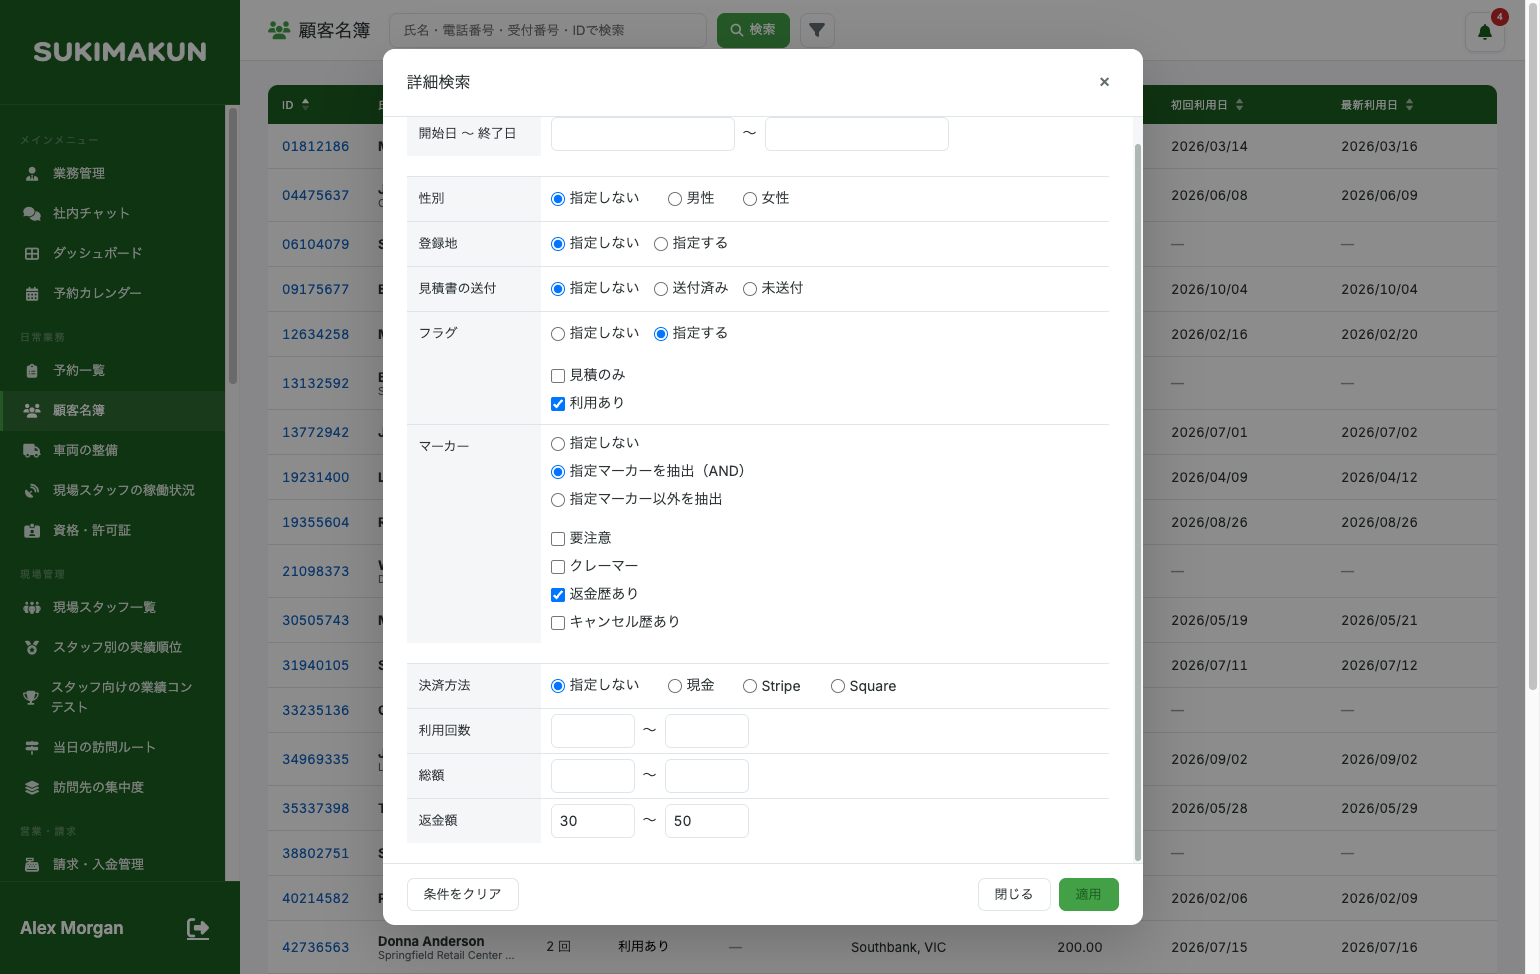 SUKIMAKUN
メインメニュー
業務管理
社内チャット
ダッシュボード
予約カレンダー
日常業務
予約一覧
顧客名簿
車両の整備
現場スタッフの稼働状況
資格・許可証
現場管理
現場スタッフ一覧
スタッフ別の実績順位
スタッフ向けの業績コン
テスト
当日の訪問ルート
訪問先の集中度
営業・請求
請求・入金管理
Alex Morgan
顧客名簿
氏名・電話番号・受付番号・IDで検索
検索
4
詳細検索
×
開始日 〜 終了日
〜
性別
指定しない 男性 女性
登録地
指定しない 指定する
見積書の送付
指定しない 送付済み 未送付
フラグ
指定しない 指定する
見積のみ
利用あり
マーカー
指定しない
指定マーカーを抽出（AND）
指定マーカー以外を抽出
要注意
クレーマー
返金歴あり
キャンセル歴あり
決済方法
指定しない 現金 Stripe Square
利用回数
〜
総額
〜
返金額
30 〜 50
条件をクリア
閉じる
適用
ID 初回利用日 最新利用日
01812186 2026/03/14 2026/03/16
04475637 2026/06/08 2026/06/09
06104079 — —
09175677 2026/10/04 2026/10/04
12634258 2026/02/16 2026/02/20
13132592 — —
13772942 2026/07/01 2026/07/02
19231400 2026/04/09 2026/04/12
19355604 2026/08/26 2026/08/26
21098373 — —
30505743 2026/05/19 2026/05/21
31940105 2026/07/11 2026/07/12
33235136 — —
34969335 2026/09/02 2026/09/02
35337398 2026/05/28 2026/05/29
38802751 — —
40214582 2026/02/06 2026/02/09
42736563 Donna Anderson 2 回 利用あり — Southbank, VIC 200.00 2026/07/15 2026/07/16
Springfield Retail Center ...